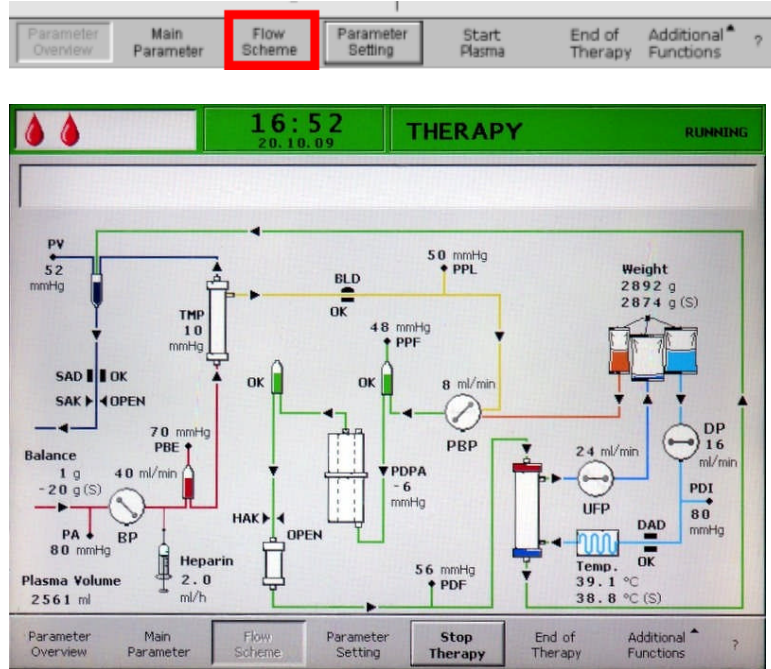 Parameter Overview
Main Parameter
Flow Scheme
Parameter Setting
Start Plasma
End of Therapy
Additional Functions
?
16:52
20.10.09
THERAPY
RUNNING
PV
52
mmHg
50 mmHg
PPL
BLD
OK
Weight
2892 g
2874 g (S)
TMP
10
mmHg
48 mmHg
PPF
SAD OK
SAK OPEN
OK
OK
8 ml/min
PBP
70 mmHg
PBE
Balance
1 g
-20 g (S)
40 ml/min
BP
PA
80 mmHg
PDPA
-6
mmHg
24 ml/min
UFP
DP
16
ml/min
PDI
80
mmHg
HAK
OPEN
DAD
OK
Heparin
2.0
ml/h
Plasma Volume
2561 ml
56 mmHg
PDF
Temp.
39.1 °C
38.8 °C (S)
Parameter Overview
Main Parameter
Flow Scheme
Parameter Setting
Stop Therapy
End of Therapy
Additional Functions
?